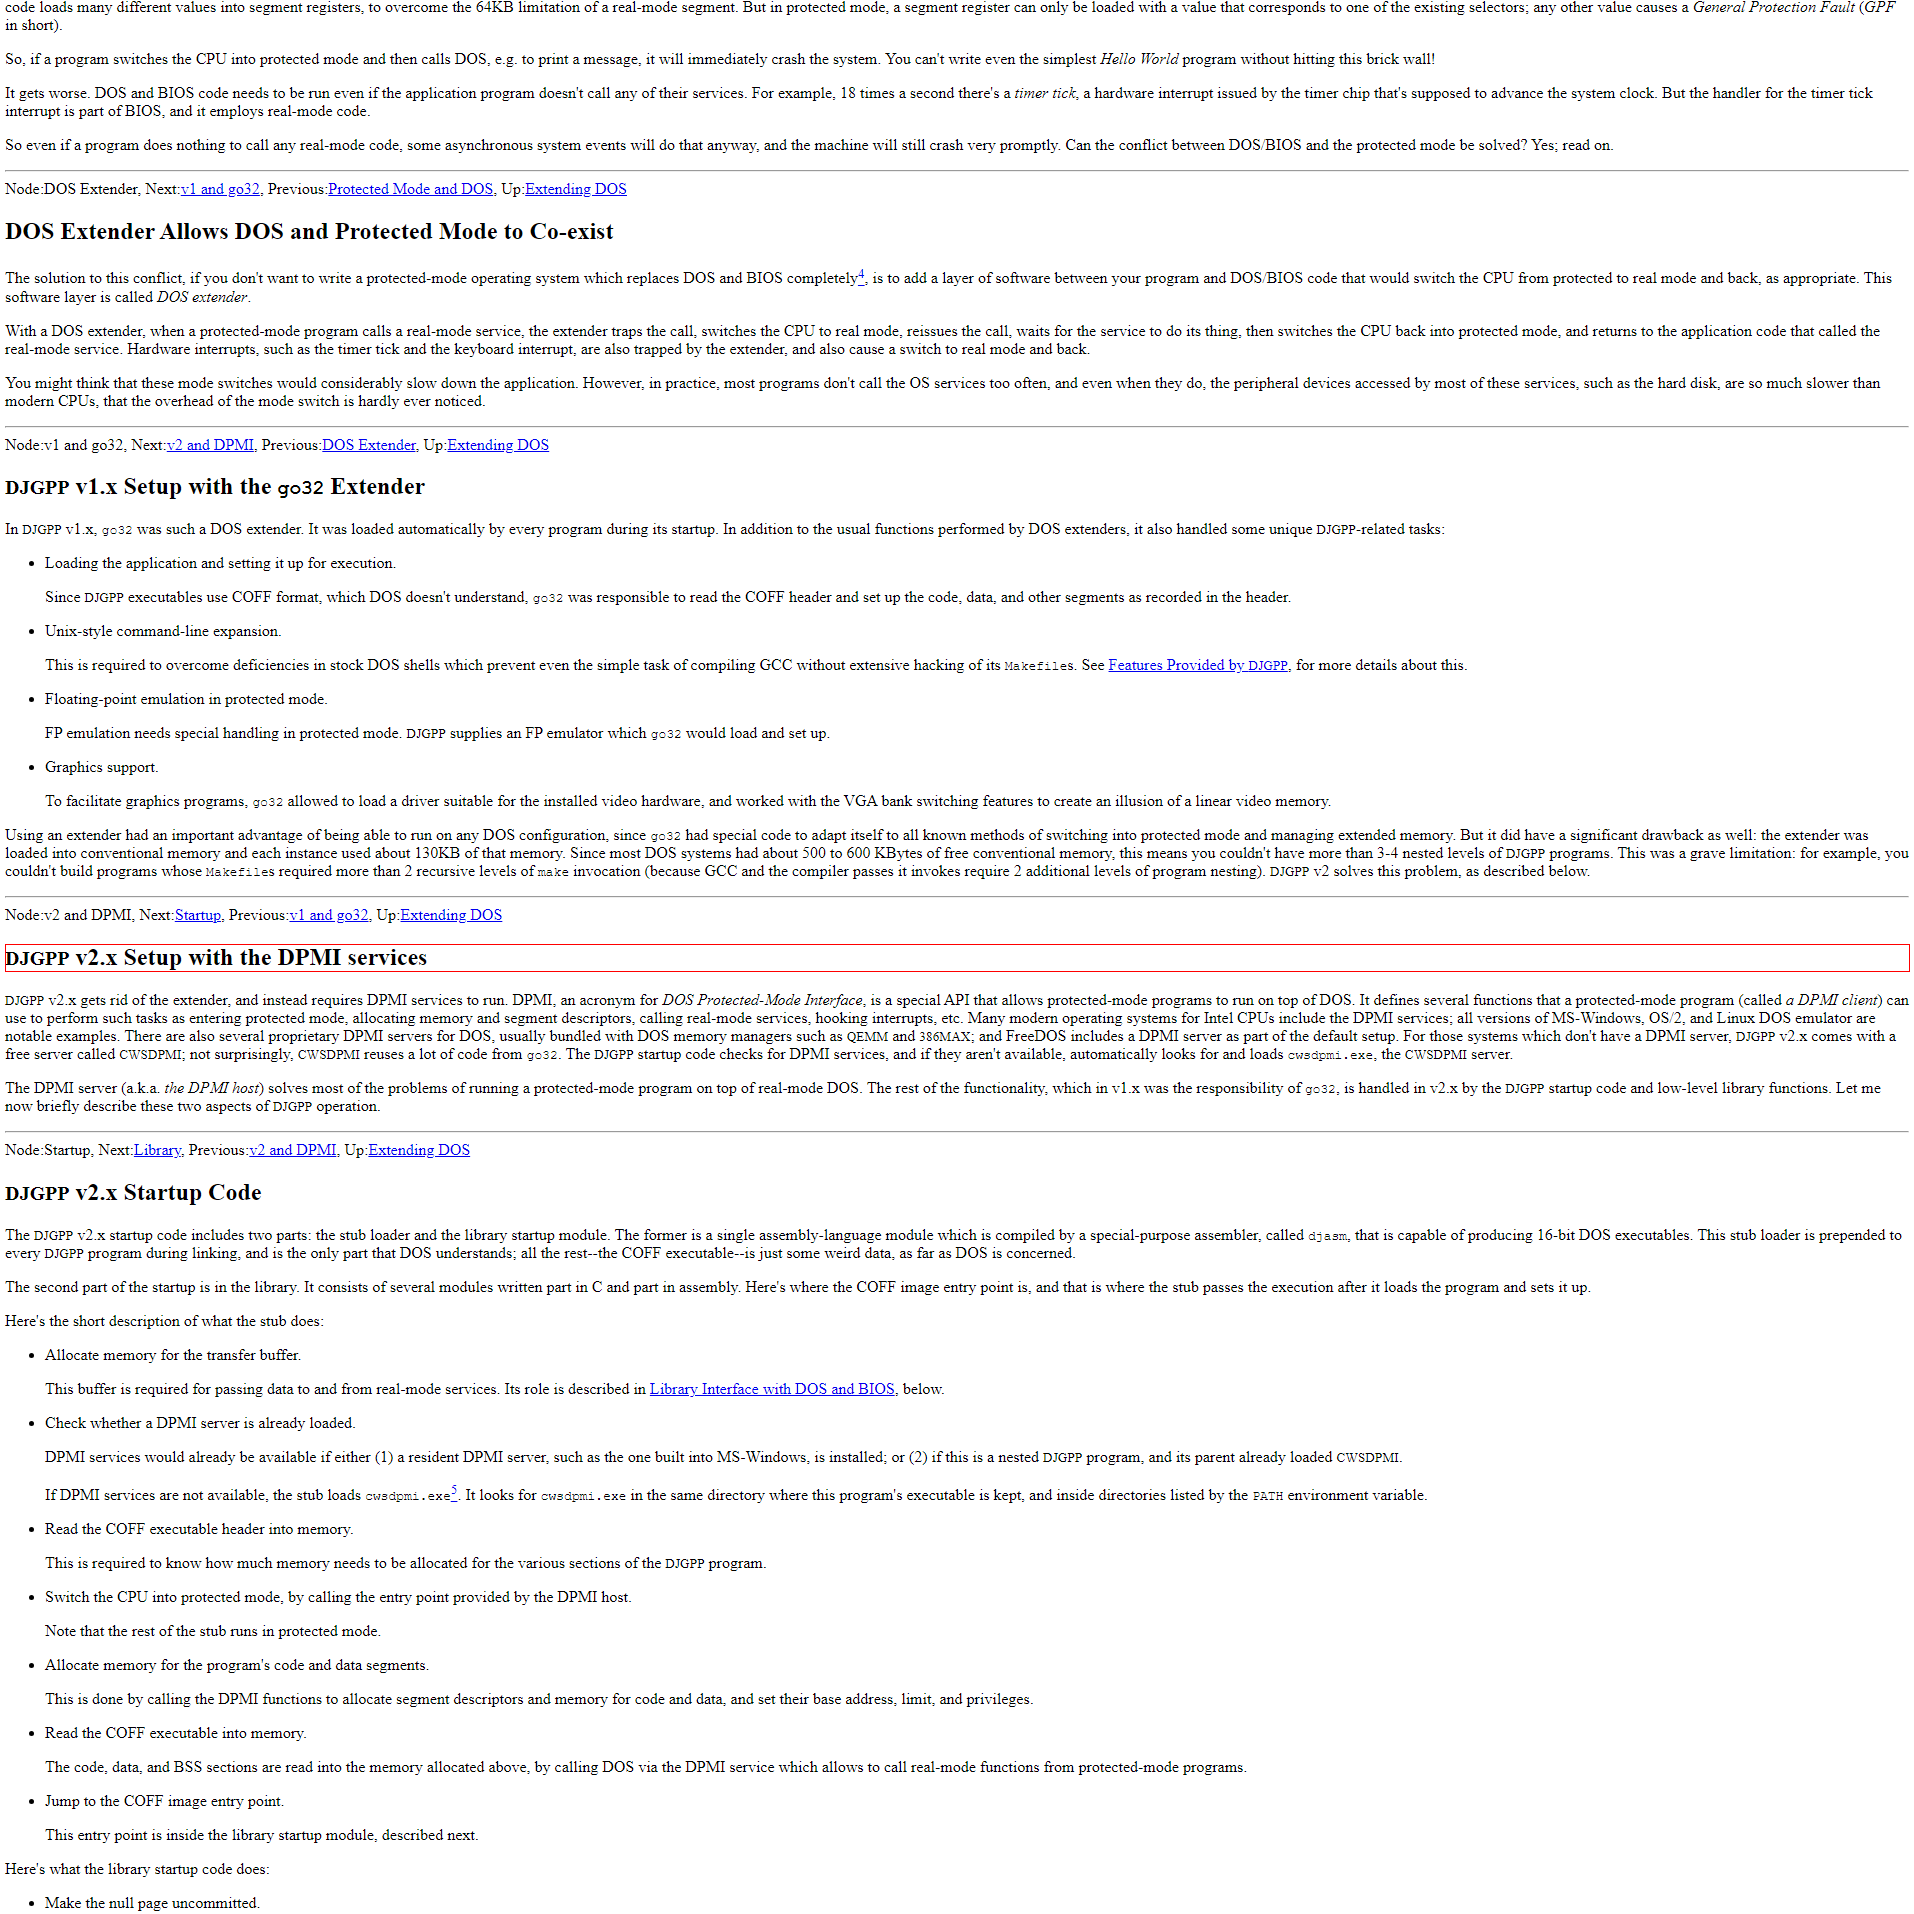 code loads many different values into segment registers, to overcome the 64KB limitation of a real-mode segment. But in protected mode, a segment register can only be loaded with a value that corresponds to one of the existing selectors; any other value causes a General Protection Fault (GPF
in short).
So, if a program switches the CPU into protected mode and then calls DOS, e.g. to print a message, it will immediately crash the system. You can't write even the simplest Hello World program without hitting this brick wall!
It gets worse. DOS and BIOS code needs to be run even if the application program doesn't call any of their services. For example, 18 times a second there's a timer tick, a hardware interrupt issued by the timer chip that's supposed to advance the system clock. But the handler for the timer tick
interrupt is part of BIOS, and it employs real-mode code.
So even if a program does nothing to call any real-mode code, some asynchronous system events will do that anyway, and the machine will still crash very promptly. Can the conflict between DOS/BIOS and the protected mode be solved? Yes; read on.
Node:DOS Extender, Next:v1 and go32, Previous:Protected Mode and DOS, Up:Extending DOS
DOS Extender Allows DOS and Protected Mode to Co-exist
The solution to this conflict, if you don't want to write a protected-mode operating system which replaces DOS and BIOS completely4, is to add a layer of software between your program and DOS/BIOS code that would switch the CPU from protected to real mode and back, as appropriate. This
software layer is called DOS extender.
With a DOS extender, when a protected-mode program calls a real-mode service, the extender traps the call, switches the CPU to real mode, reissues the call, waits for the service to do its thing, then switches the CPU back into protected mode, and returns to the application code that called the
real-mode service. Hardware interrupts, such as the timer tick and the keyboard interrupt, are also trapped by the extender, and also cause a switch to real mode and back.
You might think that these mode switches would considerably slow down the application. However, in practice, most programs don't call the OS services too often, and even when they do, the peripheral devices accessed by most of these services, such as the hard disk, are so much slower than
modern CPUs, that the overhead of the mode switch is hardly ever noticed.
Node:v1 and go32, Next:v2 and DPMI, Previous:DOS Extender, Up:Extending DOS
DJGPP v1.x Setup with the go32 Extender
In DJGPP v1.x, go32 was such a DOS extender. It was loaded automatically by every program during its startup. In addition to the usual functions performed by DOS extenders, it also handled some unique DJGPP-related tasks:
• Loading the application and setting it up for execution.
Since DJGPP executables use COFF format, which DOS doesn't understand, go32 was responsible to read the COFF header and set up the code, data, and other segments as recorded in the header.
• Unix-style command-line expansion.
This is required to overcome deficiencies in stock DOS shells which prevent even the simple task of compiling GCC without extensive hacking of its Makefiles. See Features Provided by DJGPP, for more details about this.
• Floating-point emulation in protected mode.
FP emulation needs special handling in protected mode. DJGPP supplies an FP emulator which go32 would load and set up.
• Graphics support.
To facilitate graphics programs, go32 allowed to load a driver suitable for the installed video hardware, and worked with the VGA bank switching features to create an illusion of a linear video memory.
Using an extender had an important advantage of being able to run on any DOS configuration, since go32 had special code to adapt itself to all known methods of switching into protected mode and managing extended memory. But it did have a significant drawback as well: the extender was
loaded into conventional memory and each instance used about 130KB of that memory. Since most DOS systems had about 500 to 600 KBytes of free conventional memory, this means you couldn't have more than 3-4 nested levels of DJGPP programs. This was a grave limitation: for example, you
couldn't build programs whose Makefiles required more than 2 recursive levels of make invocation (because GCC and the compiler passes it invokes require 2 additional levels of program nesting). DJGPP v2 solves this problem, as described below.
Node:v2 and DPMI, Next:Startup, Previous:v1 and go32, Up:Extending DOS
DJGPP v2.x Setup with the DPMI services
DJGPP v2.x gets rid of the extender, and instead requires DPMI services to run. DPMI, an acronym for DOS Protected-Mode Interface, is a special API that allows protected-mode programs to run on top of DOS. It defines several functions that a protected-mode program (called a DPMI client) can
use to perform such tasks as entering protected mode, allocating memory and segment descriptors, calling real-mode services, hooking interrupts, etc. Many modern operating systems for Intel CPUs include the DPMI services; all versions of MS-Windows, OS/2, and Linux DOS emulator are
notable examples. There are also several proprietary DPMI servers for DOS, usually bundled with DOS memory managers such as QEMM and 386MAX; and FreeDOS includes a DPMI server as part of the default setup. For those systems which don't have a DPMI server, DJGPP v2.x comes with a
free server called CWSDPMI; not surprisingly, CWSDPMI reuses a lot of code from go32. The DJGPP startup code checks for DPMI services, and if they aren't available, automatically looks for and loads cwsdpmi.exe, the CWSDPMI server.
The DPMI server (a.k.a. the DPMI host) solves most of the problems of running a protected-mode program on top of real-mode DOS. The rest of the functionality, which in v1.x was the responsibility of go32, is handled in v2.x by the DJGPP startup code and low-level library functions. Let me
now briefly describe these two aspects of DJGPP operation.
Node:Startup, Next:Library, Previous:v2 and DPMI, Up:Extending DOS
DJGPP v2.x Startup Code
The DJGPP v2.x startup code includes two parts: the stub loader and the library startup module. The former is a single assembly-language module which is compiled by a special-purpose assembler, called djasm, that is capable of producing 16-bit DOS executables. This stub loader is prepended to
every DJGPP program during linking, and is the only part that DOS understands; all the rest--the COFF executable--is just some weird data, as far as DOS is concerned.
The second part of the startup is in the library. It consists of several modules written part in C and part in assembly. Here's where the COFF image entry point is, and that is where the stub passes the execution after it loads the program and sets it up.
Here's the short description of what the stub does:
• Allocate memory for the transfer buffer.
This buffer is required for passing data to and from real-mode services. Its role is described in Library Interface with DOS and BIOS, below.
• Check whether a DPMI server is already loaded.
DPMI services would already be available if either (1) a resident DPMI server, such as the one built into MS-Windows, is installed; or (2) if this is a nested DJGPP program, and its parent already loaded CWSDPMI.
If DPMI services are not available, the stub loads cwsdpmi.exe5. It looks for cwsdpmi.exe in the same directory where this program's executable is kept, and inside directories listed by the PATH environment variable.
• Read the COFF executable header into memory.
This is required to know how much memory needs to be allocated for the various sections of the DJGPP program.
• Switch the CPU into protected mode, by calling the entry point provided by the DPMI host.
Note that the rest of the stub runs in protected mode.
• Allocate memory for the program's code and data segments.
This is done by calling the DPMI functions to allocate segment descriptors and memory for code and data, and set their base address, limit, and privileges.
• Read the COFF executable into memory.
The code, data, and BSS sections are read into the memory allocated above, by calling DOS via the DPMI service which allows to call real-mode functions from protected-mode programs.
• Jump to the COFF image entry point.
This entry point is inside the library startup module, described next.
Here's what the library startup code does:
• Make the null page uncommitted.